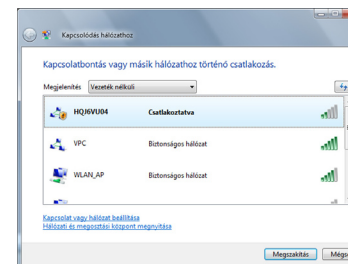 Kapcsolódás hálózathoz
Kapcsolatbontás vagy másik hálózathoz történő csatlakozás.
Megjelenítés Vezeték nélküli
HQJ6VU04 Csatlakoztatva
VPC Biztonságos hálózat
WLAN_AP Biztonságos hálózat
Kapcsolat vagy hálózat beállítása
Hálózati és megosztási központ megnyitása
Megszakítás Mégs